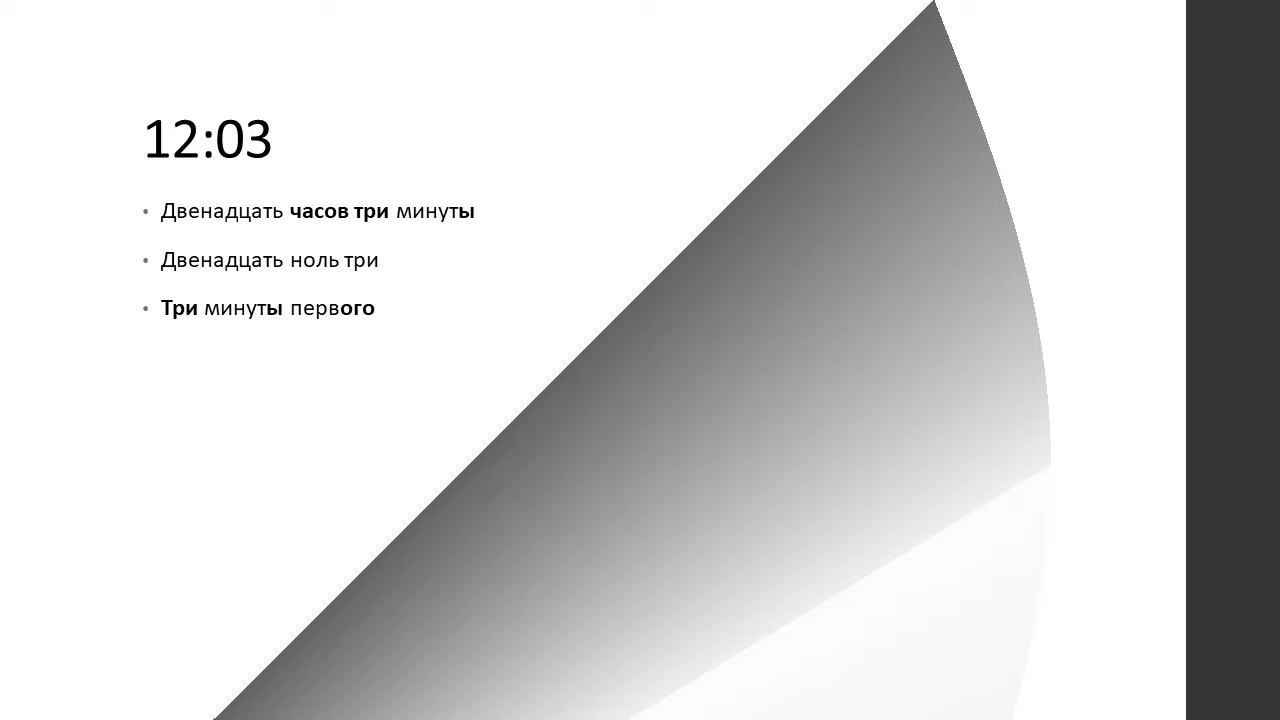 12:03
• Двенадцать часов три минуты
• Двенадцать ноль три
• Три минуты первого